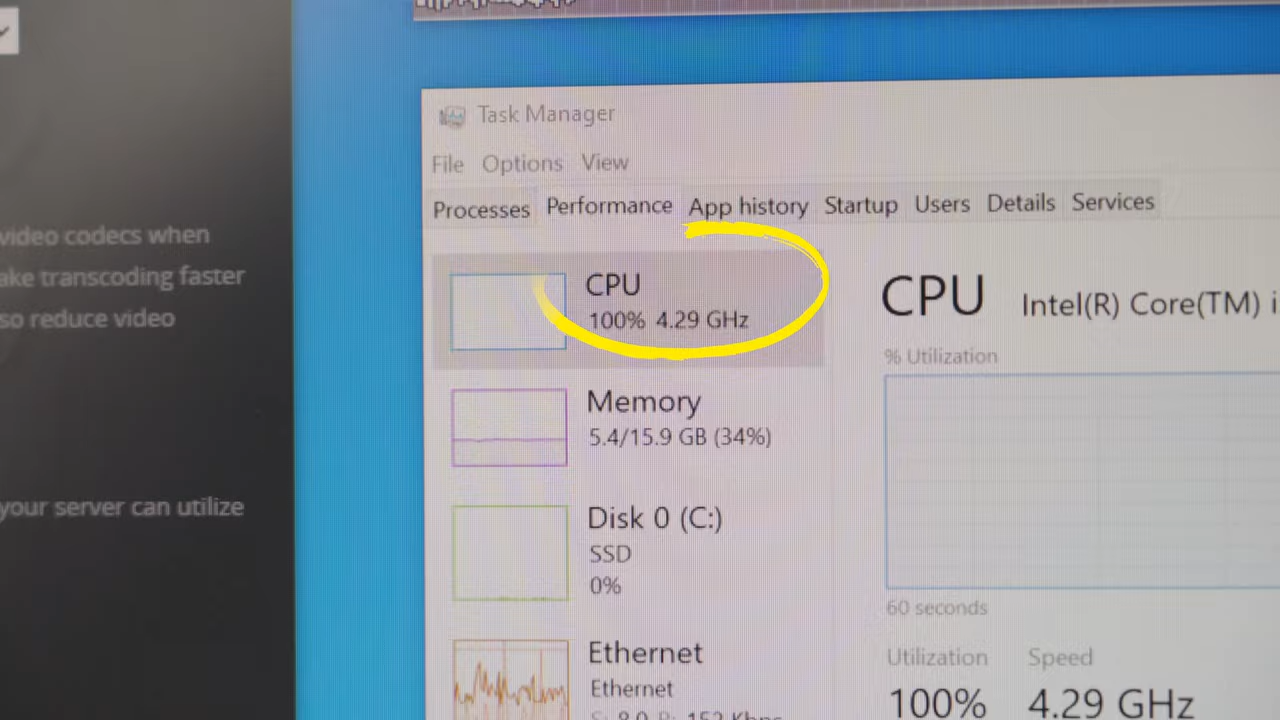 video codecs when
ake transcoding faster
so reduce video
your server can utilize
Task Manager
File Options View
Processes Performance App history Startup Users Details Services
CPU
100% 4.29 GHz
Memory
5.4/15.9 GB (34%)
Disk 0 (C:)
SSD
0%
Ethernet
Ethernet
CPU Intel(R) Core(TM) i
% Utilization
60 seconds
Utilization Speed
100% 4.29 GHz